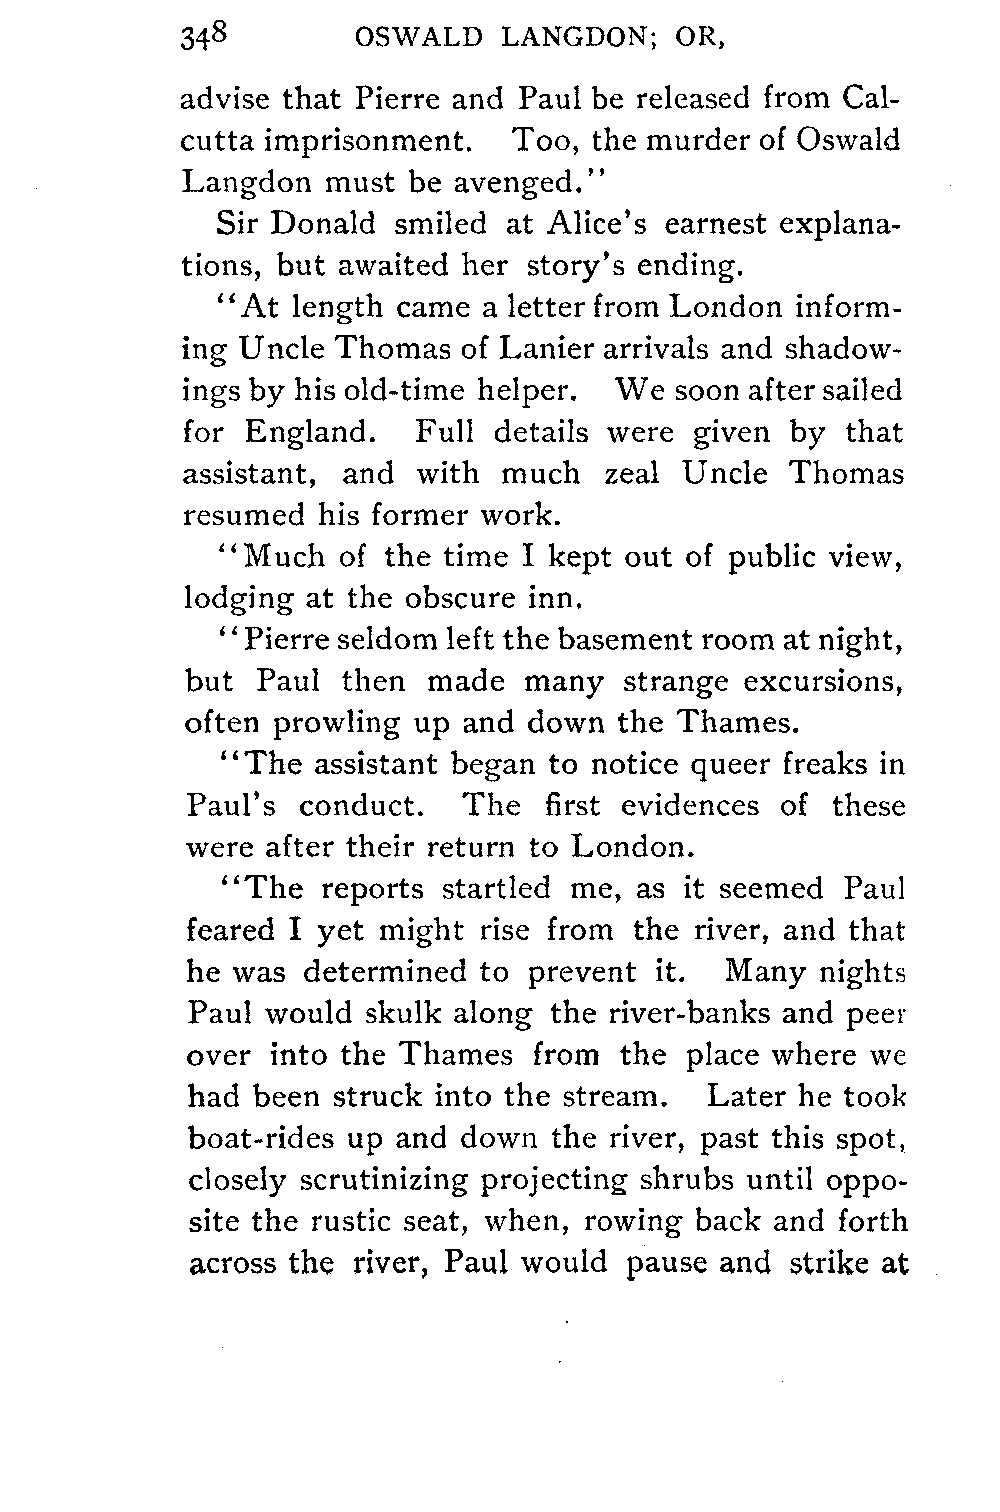 348 OSWALD LANGDON; OR,
advise that Pierre and Paul be released from Cal-
cutta imprisonment. Too, the murder of Oswald
Langdon must be avenged."
Sir Donald smiled at Alice's earnest explana-
tions, but awaited her story's ending.
"At length came a letter from London inform-
ing Uncle Thomas of Lanier arrivals and shadow-
ings by his old-time helper. We soon after sailed
for England. Full details were given by that
assistant, and with much zeal Uncle Thomas
resumed his former work.
"Much of the time I kept out of public view,
lodging at the obscure inn.
"Pierre seldom left the basement room at night,
but Paul then made many strange excursions,
often prowling up and down the Thames.
"The assistant began to notice queer freaks in
Paul's conduct. The first evidences of these
were after their return to London.
"The reports startled me, as it seemed Paul
feared I yet might rise from the river, and that
he was determined to prevent it. Many nights
Paul would skulk along the river-banks and peer
over into the Thames from the place where we
had been struck into the stream. Later he took
boat-rides up and down the river, past this spot,
closely scrutinizing projecting shrubs until oppo-
site the rustic seat, when, rowing back and forth
across the river, Paul would pause and strike at